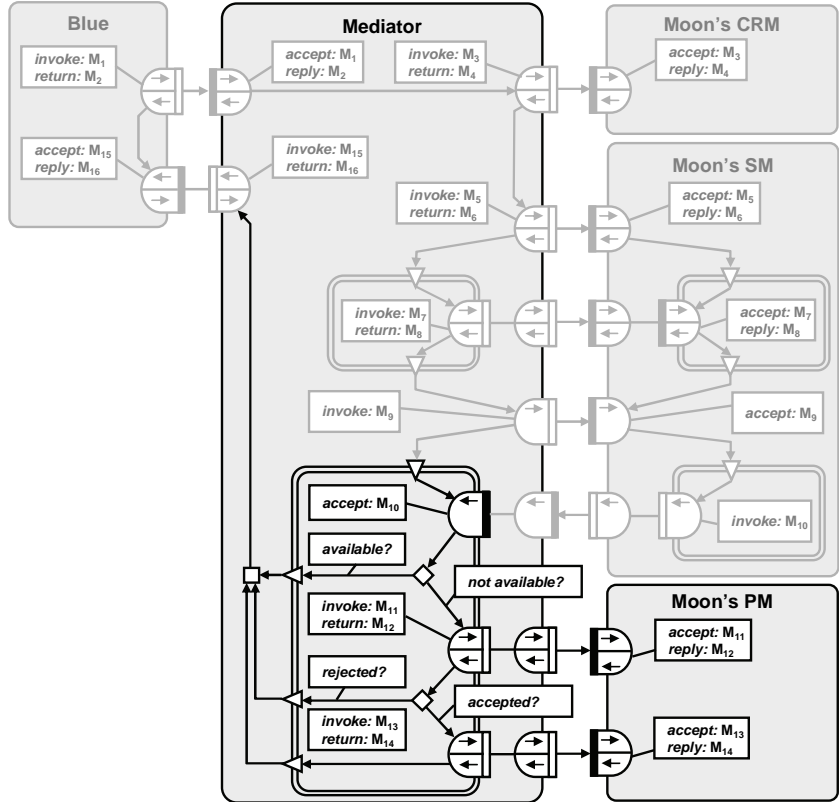 Blue
Mediator
Moon's CRM
invoke: M1
return: M2
accept: M1
reply: M2
invoke: M3
return: M4
accept: M3
reply: M4
accept: M15
reply: M16
invoke: M15
return: M16
Moon's SM
invoke: M5
return: M6
accept: M5
reply: M6
invoke: M7
return: M8
accept: M7
reply: M8
invoke: M9
accept: M9
accept: M10
invoke: M10
available?
not available?
Moon's PM
invoke: M11
return: M12
accept: M11
reply: M12
rejected?
accepted?
invoke: M13
return: M14
accept: M13
reply: M14